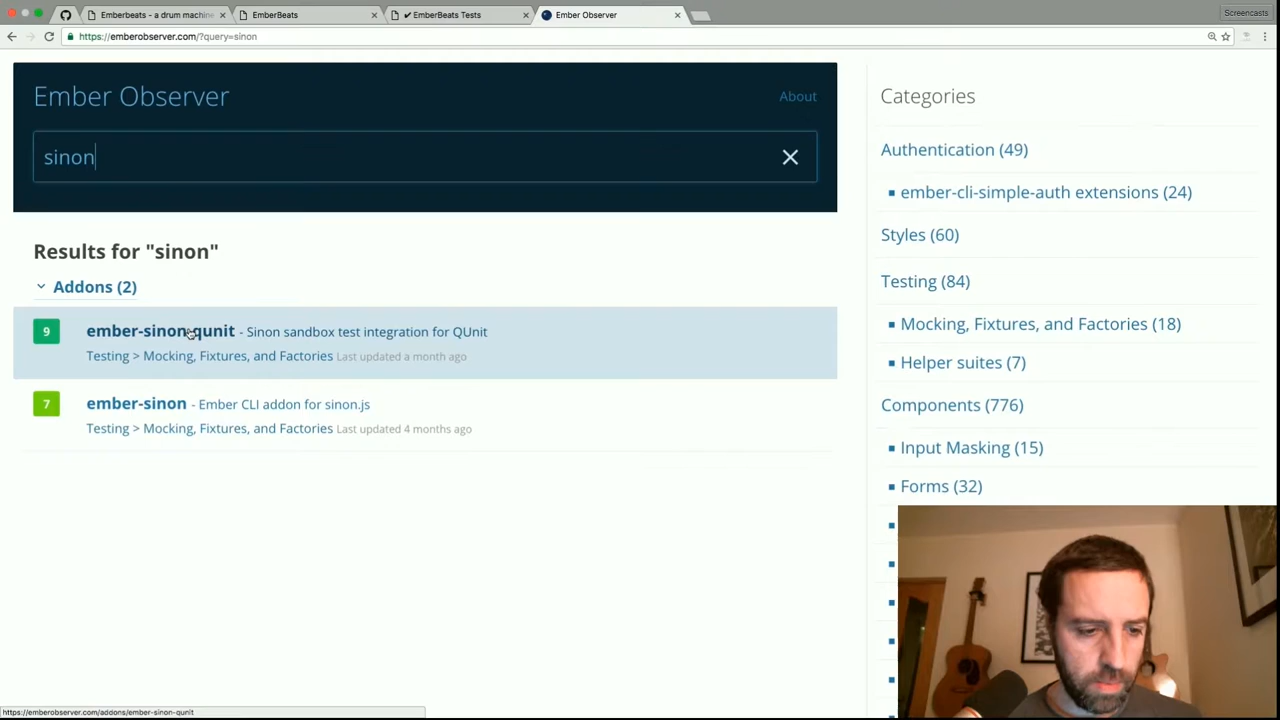 Emberbeats - a drum machin
EmberBeats
✔ EmberBeats Tests
Ember Observer
Screencasts
https://emberobserver.com/?query=sinon
Ember Observer
About
sinon
Results for "sinon"
Addons (2)
9
ember-sinon-qunit - Sinon sandbox test integration for QUnit
Testing > Mocking, Fixtures, and Factories Last updated a month ago
7
ember-sinon - Ember CLI addon for sinon.js
Testing > Mocking, Fixtures, and Factories Last updated 4 months ago
Categories
Authentication (49)
ember-cli-simple-auth extensions (24)
Styles (60)
Testing (84)
Mocking, Fixtures, and Factories (18)
Helper suites (7)
Components (776)
Input Masking (15)
Forms (32)
https://emberobserver.com/addons/ember-sinon-qunit